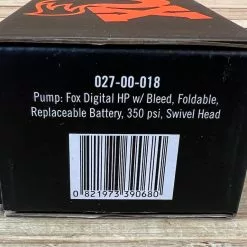 027-00-018
Pump: Fox Digital HP w/ Bleed, Foldable,
Replaceable Battery, 350 psi, Swivel Head
0 821973 390680